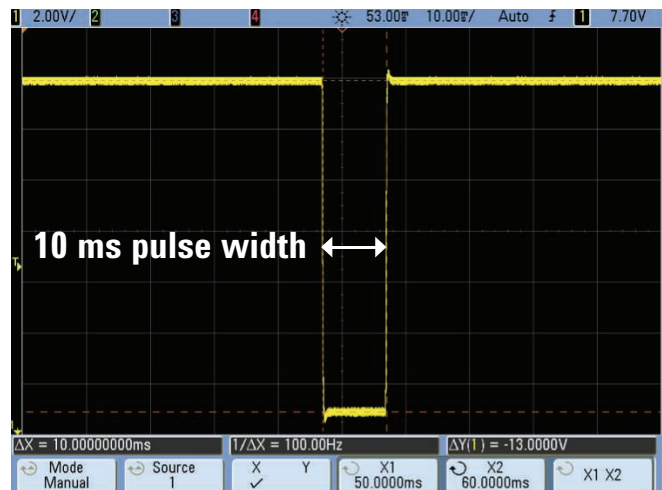 1 2.00V/ 2 3 4 53.00ms 10.00ms/ Auto 1 7.70V
10 ms pulse width
T
1
ΔX = 10.00000000ms 1/ΔX = 100.00Hz ΔY(1) = -13.0000V
Mode Source X Y X1 X2 X1 X2
Manual 1 ✓ 50.0000ms 60.0000ms